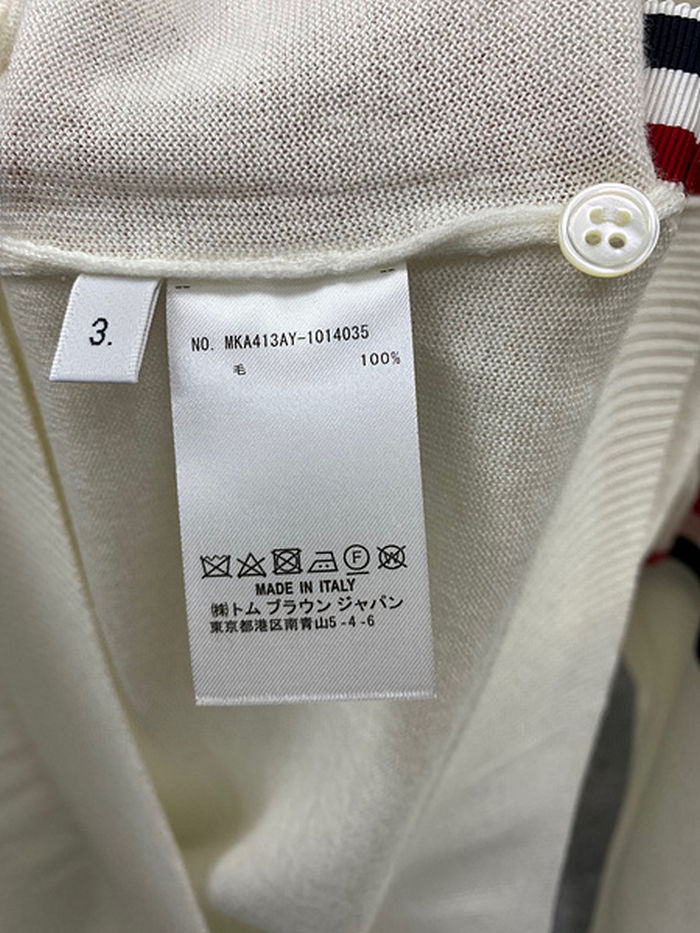 3.
NO. MKA413AY-1014035
毛 100%
F W
MADE IN ITALY
㈱トム ブラウン ジャパン
東京都港区南青山5-4-6